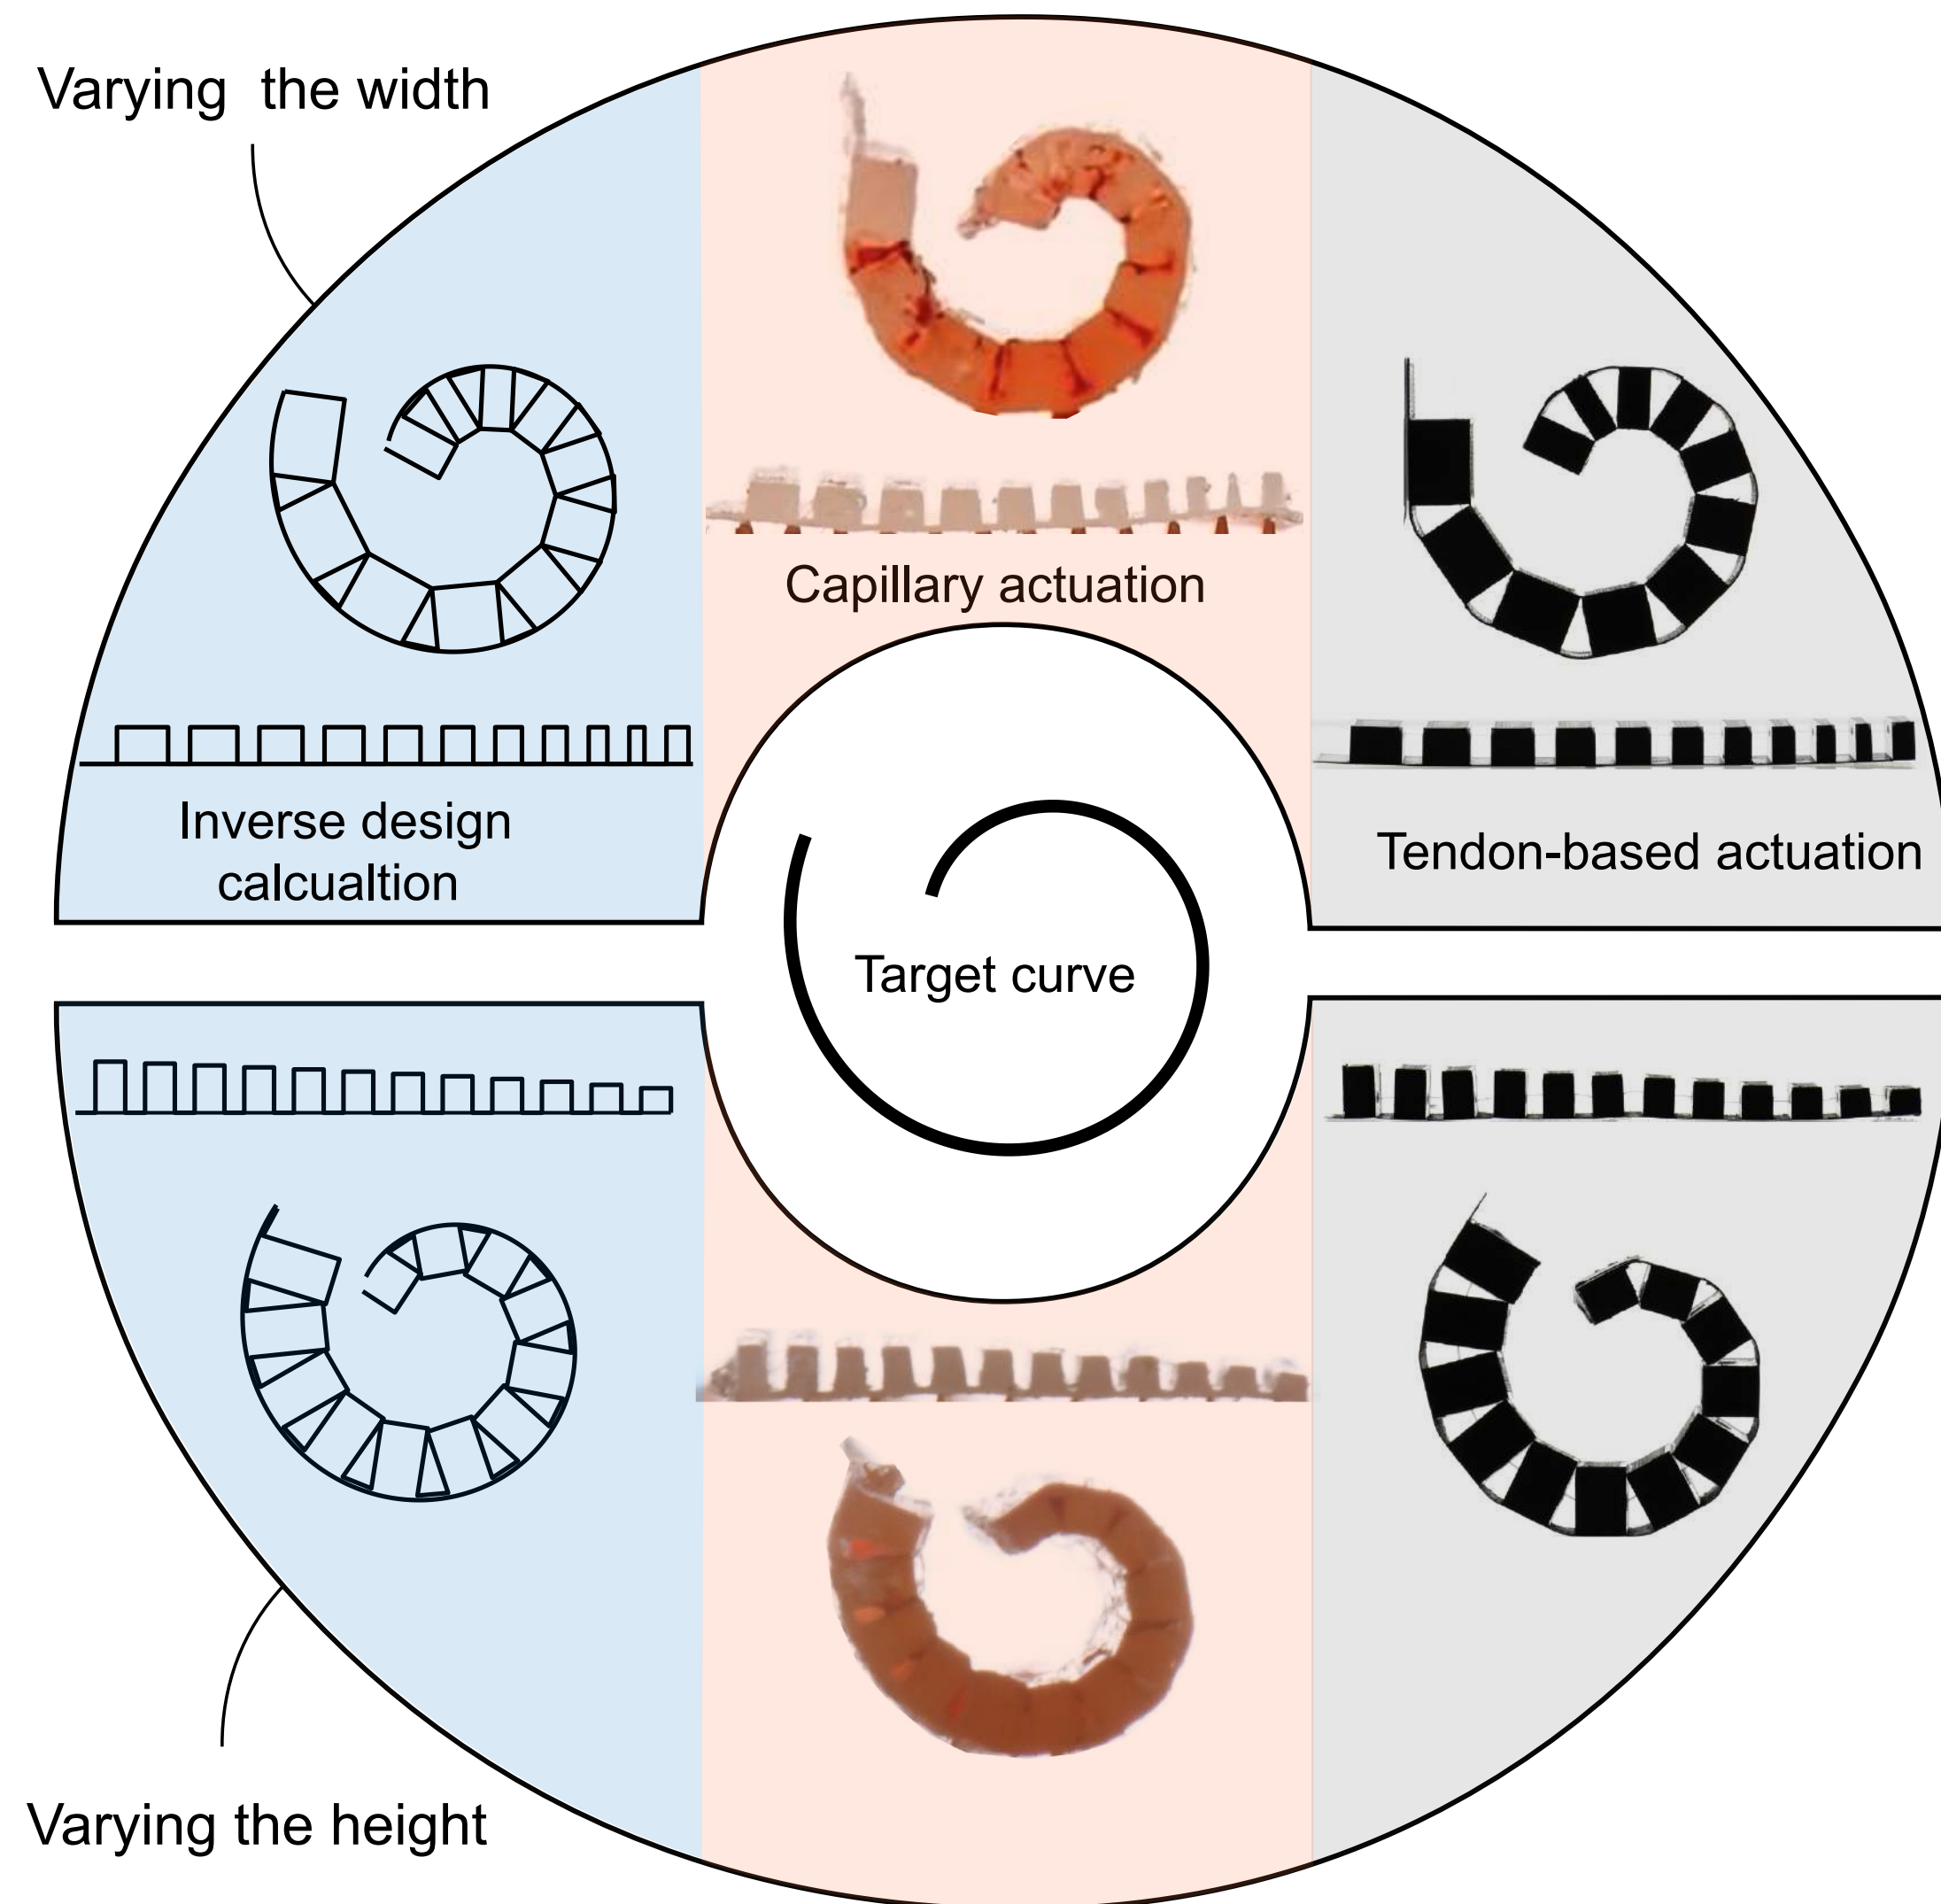 Varying the width
Capillary actuation
Inverse design
calcualtion
Tendon-based actuation
Target curve
Varying the height